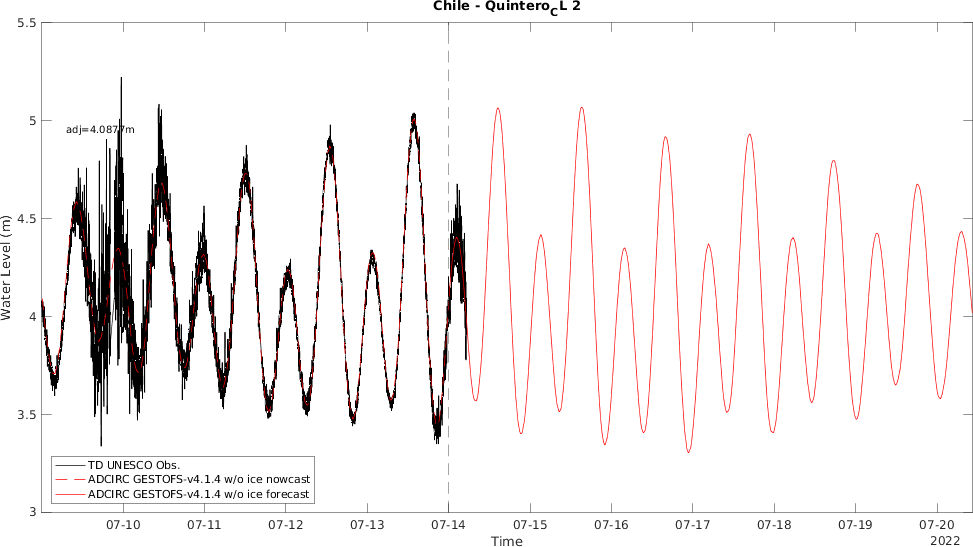 Chile - Quintero_CL 2
5.5
5
4.5
4
3.5
3
Water Level (m)
adj=4.0877m
TD UNESCO Obs.
ADCIRC GESTOFS-v4.1.4 w/o ice nowcast
ADCIRC GESTOFS-v4.1.4 w/o ice forecast
07-10
07-11
07-12
07-13
07-14
07-15
07-16
07-17
07-18
07-19
07-20
Time
2022